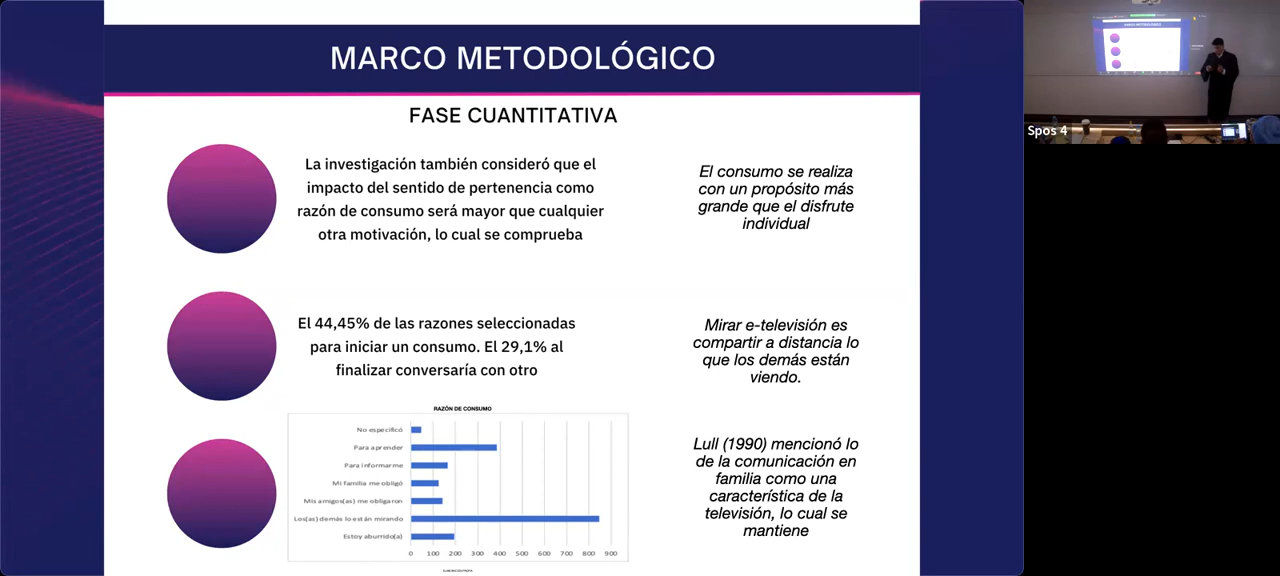 MARCO METODOLÓGICO
FASE CUANTITATIVA
La investigación también consideró que el
impacto del sentido de pertenencia como
razón de consumo será mayor que cualquier
otra motivación, lo cual se comprueba
El consumo se realiza
con un propósito más
grande que el disfrute
individual
El 44,45% de las razones seleccionadas
para iniciar un consumo. El 29,1% al
finalizar conversaría con otro
Mirar e-televisión es
compartir a distancia lo
que los demás están
viendo.
RAZÓN DE CONSUMO
No especificó
Para aprender
Para informarme
Mi familia me obligó
Mis amigos(as) me obligaron
Los(as) demás lo están mirando
Estoy aburrido(a)
0 100 200 300 400 500 600 700 800 900
Lull (1990) mencionó lo
de la comunicación en
familia como una
característica de la
televisión, lo cual se
mantiene
Spos 4